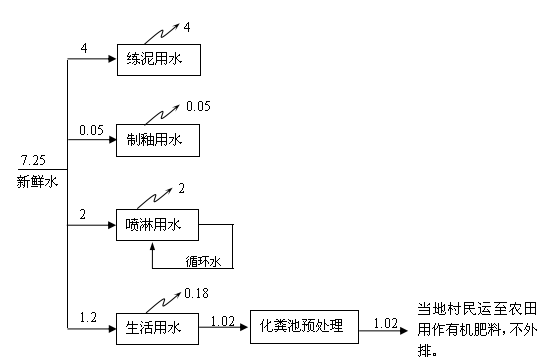 4
4
练泥用水
0.05
0.05
制釉用水
7.25
新鲜水
2
2
喷淋用水
循环水
0.18
1.2
生活用水
1.02
化粪池预处理
1.02
当地村民运至农田
用作有机肥料，不外
排。